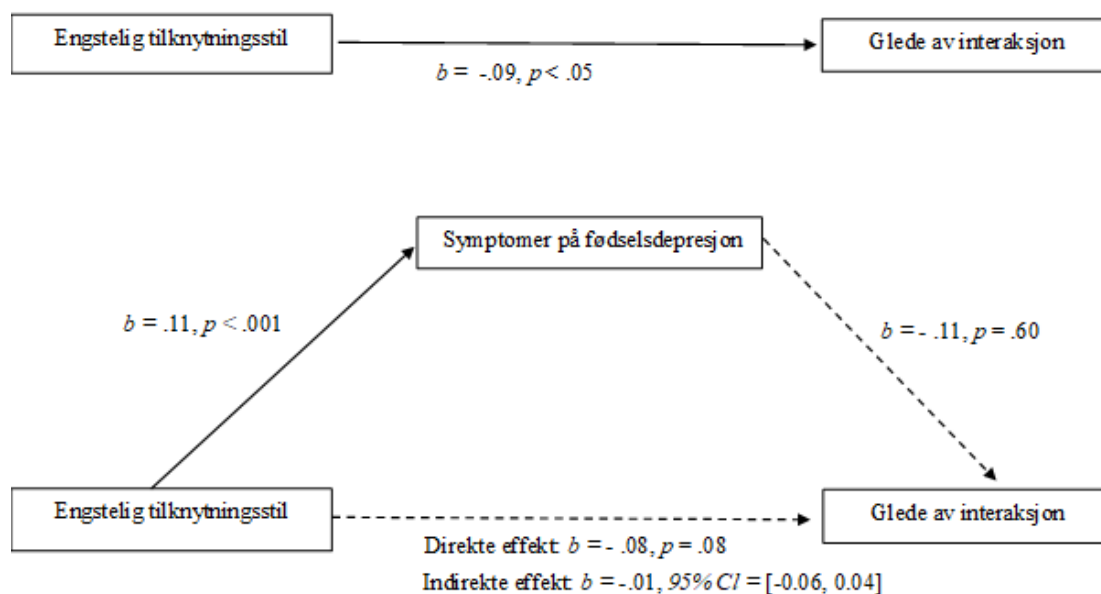 Engstelig tilknytningsstil
Glede av interaksjon
b = -.09, p < .05
Symptomer på fødselsdepresjon
b = .11, p < .001
b = - .11, p = .60
Engstelig tilknytningsstil
Glede av interaksjon
Direkte effekt: b = - .08, p = .08
Indirekte effekt: b = -.01, 95% CI = [-0.06, 0.04]